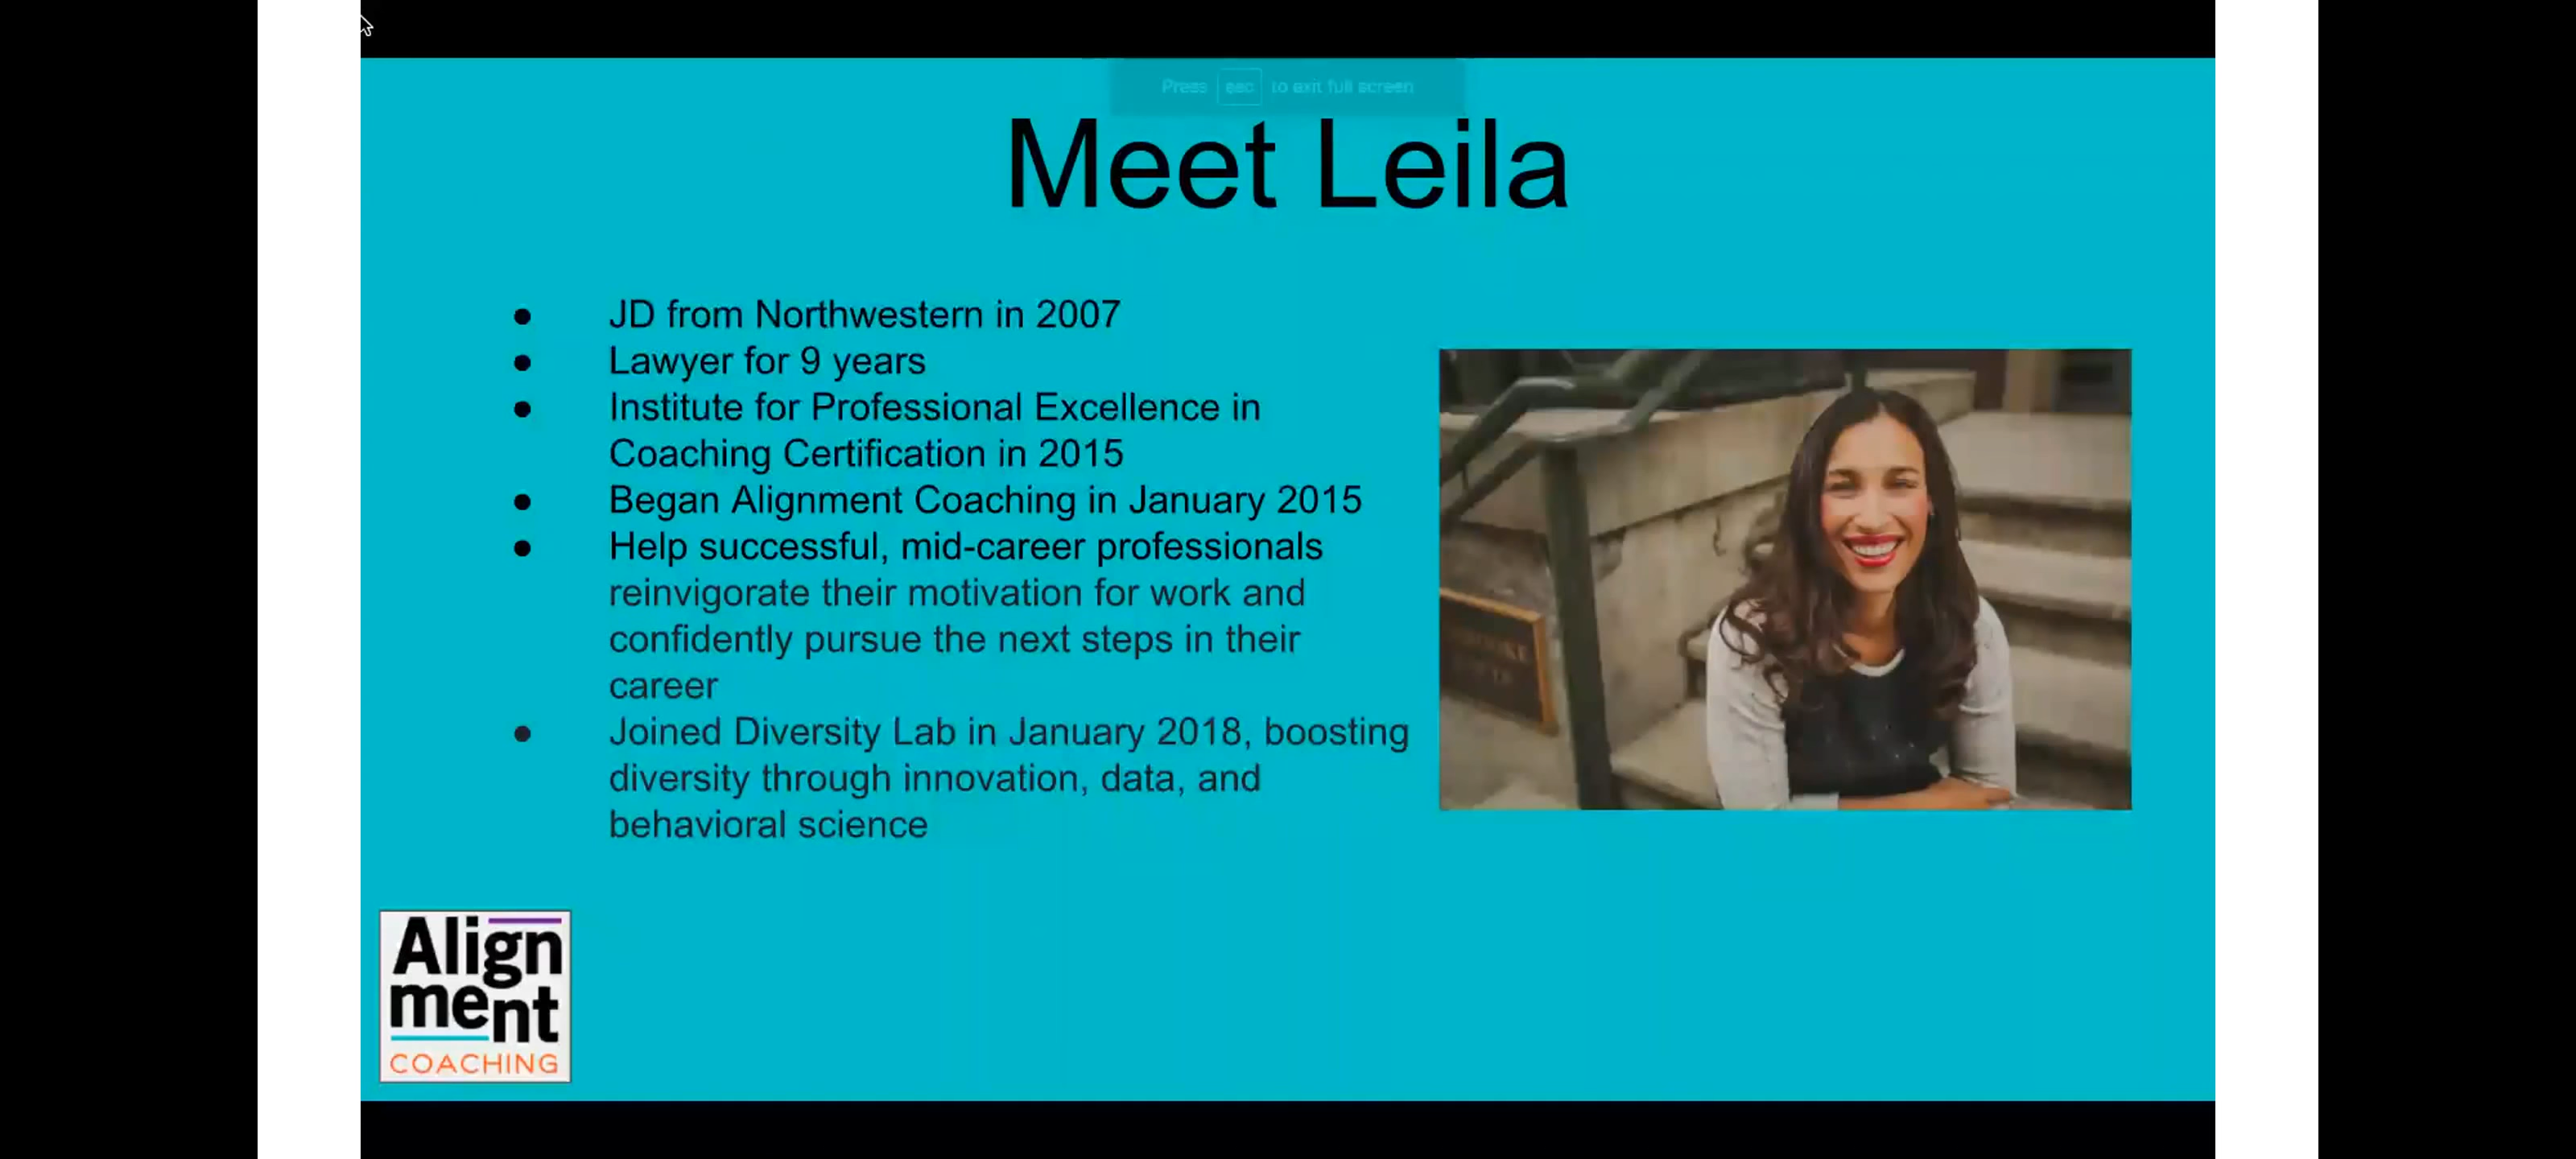 Press esc to exit full screen
Meet Leila
● JD from Northwestern in 2007
● Lawyer for 9 years
● Institute for Professional Excellence in
Coaching Certification in 2015
● Began Alignment Coaching in January 2015
● Help successful, mid-career professionals
reinvigorate their motivation for work and
confidently pursue the next steps in their
career
● Joined Diversity Lab in January 2018, boosting
diversity through innovation, data, and
behavioral science
Align
ment
COACHING